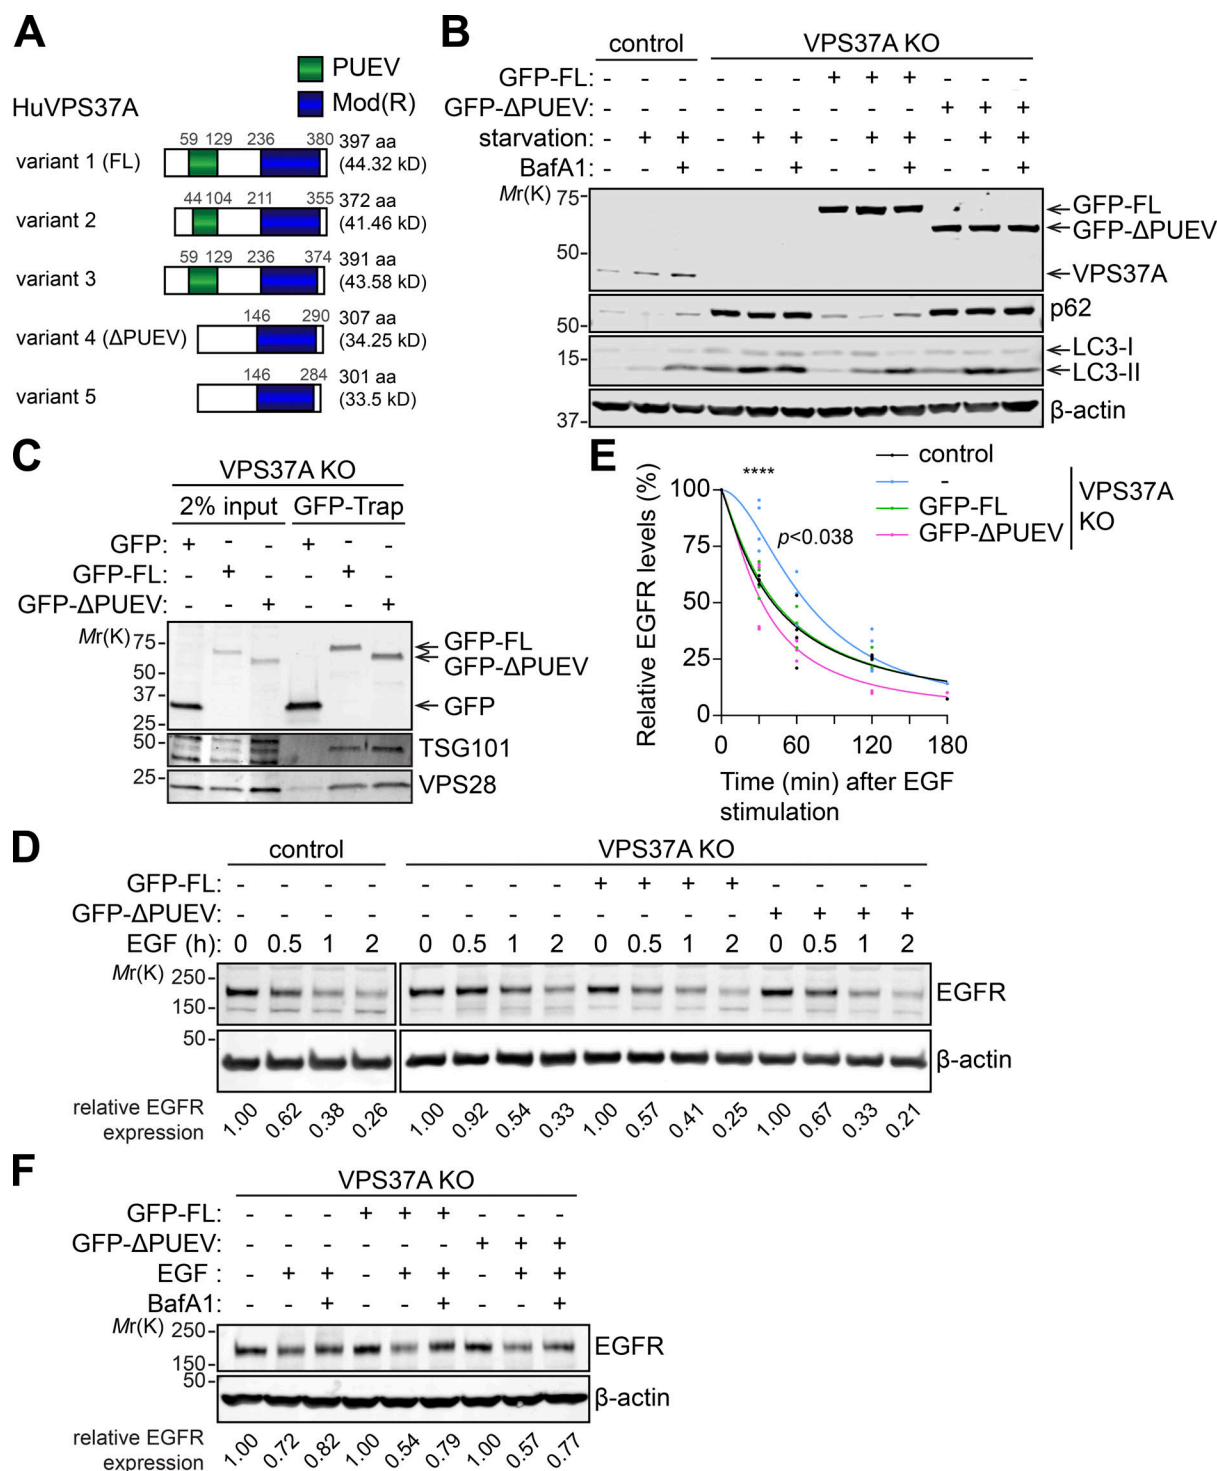 A
PUEV
Mod(R)
HuVPS37A
variant 1 (FL) 59 129 236 380 397 aa (44.32 kD)
variant 2 44 104 211 355 372 aa (41.46 kD)
variant 3 59 129 236 374 391 aa (43.58 kD)
variant 4 (ΔPUEV) 146 290 307 aa (34.25 kD)
variant 5 146 284 301 aa (33.5 kD)
B
control VPS37A KO
GFP-FL: - - - - - - + + + - - -
GFP-ΔPUEV: - - - - - - - - - + + +
starvation: - + + - + + - + + - + +
BafA1: - - + - - + - - + - - +
Mr(K) 75-
50-
←GFP-FL
←GFP-ΔPUEV
←VPS37A
50- p62
15- ←LC3-I
←LC3-II
37- β-actin
C
VPS37A KO
2% input GFP-Trap
GFP: + - - + - -
GFP-FL: - + - - + -
GFP-ΔPUEV: - - + - - +
Mr(K) 75-
50-
37-
25-
←GFP-FL
←GFP-ΔPUEV
←GFP
50- TSG101
25- VPS28
E
control
-
GFP-FL
GFP-ΔPUEV
VPS37A KO
Relative EGFR levels (%)
100
75
50
25
0
****
p<0.038
0 60 120 180
Time (min) after EGF
stimulation
D
control VPS37A KO
GFP-FL: - - - - - - - - + + + + - - - -
GFP-ΔPUEV: - - - - - - - - - - - - + + + +
EGF (h): 0 0.5 1 2 0 0.5 1 2 0 0.5 1 2 0 0.5 1 2
Mr(K) 250-
150- EGFR
50- β-actin
relative EGFR
expression 1.00 0.62 0.38 0.26 1.00 0.92 0.54 0.33 1.00 0.57 0.41 0.25 1.00 0.67 0.33 0.21
F
VPS37A KO
GFP-FL: - - - + + + - - -
GFP-ΔPUEV: - - - - - - + + +
EGF : - + + - + + - + +
BafA1: - - + - - + - - +
Mr(K) 250-
150- EGFR
50- β-actin
relative EGFR
expression 1.00 0.72 0.82 1.00 0.54 0.79 1.00 0.57 0.77